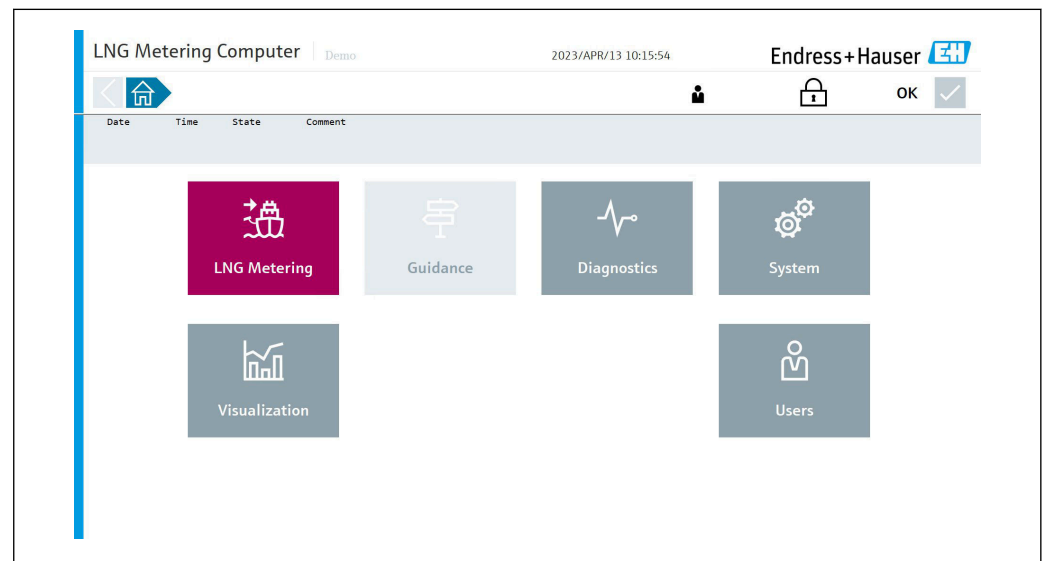 LNG Metering Computer Demo 2023/APR/13 10:15:54 Endress+Hauser EH
OK
Date Time State Comment
LNG Metering Guidance Diagnostics System
Visualization Users